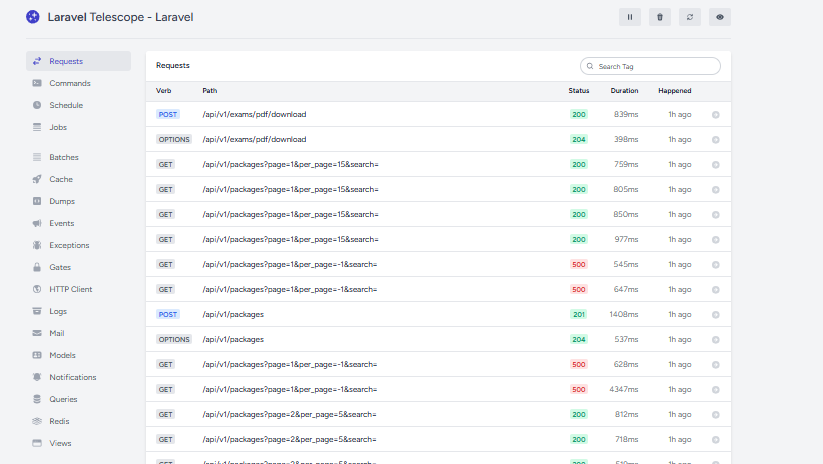 Laravel Telescope - Laravel
Requests
Commands
Schedule
Jobs
Batches
Cache
Dumps
Events
Exceptions
Gates
HTTP Client
Logs
Mail
Models
Notifications
Queries
Redis
Views
Requests
Search Tag
Verb Path Status Duration Happened
POST /api/v1/exams/pdf/download 200 839ms 1h ago
OPTIONS /api/v1/exams/pdf/download 204 398ms 1h ago
GET /api/v1/packages?page=1&per_page=15&search= 200 759ms 1h ago
GET /api/v1/packages?page=1&per_page=15&search= 200 805ms 1h ago
GET /api/v1/packages?page=1&per_page=15&search= 200 850ms 1h ago
GET /api/v1/packages?page=1&per_page=15&search= 200 977ms 1h ago
GET /api/v1/packages?page=1&per_page=-1&search= 500 545ms 1h ago
GET /api/v1/packages?page=1&per_page=-1&search= 500 647ms 1h ago
POST /api/v1/packages 201 1408ms 1h ago
OPTIONS /api/v1/packages 204 537ms 1h ago
GET /api/v1/packages?page=1&per_page=-1&search= 500 628ms 1h ago
GET /api/v1/packages?page=1&per_page=-1&search= 500 4347ms 1h ago
GET /api/v1/packages?page=2&per_page=5&search= 200 812ms 1h ago
GET /api/v1/packages?page=2&per_page=5&search= 200 718ms 1h ago